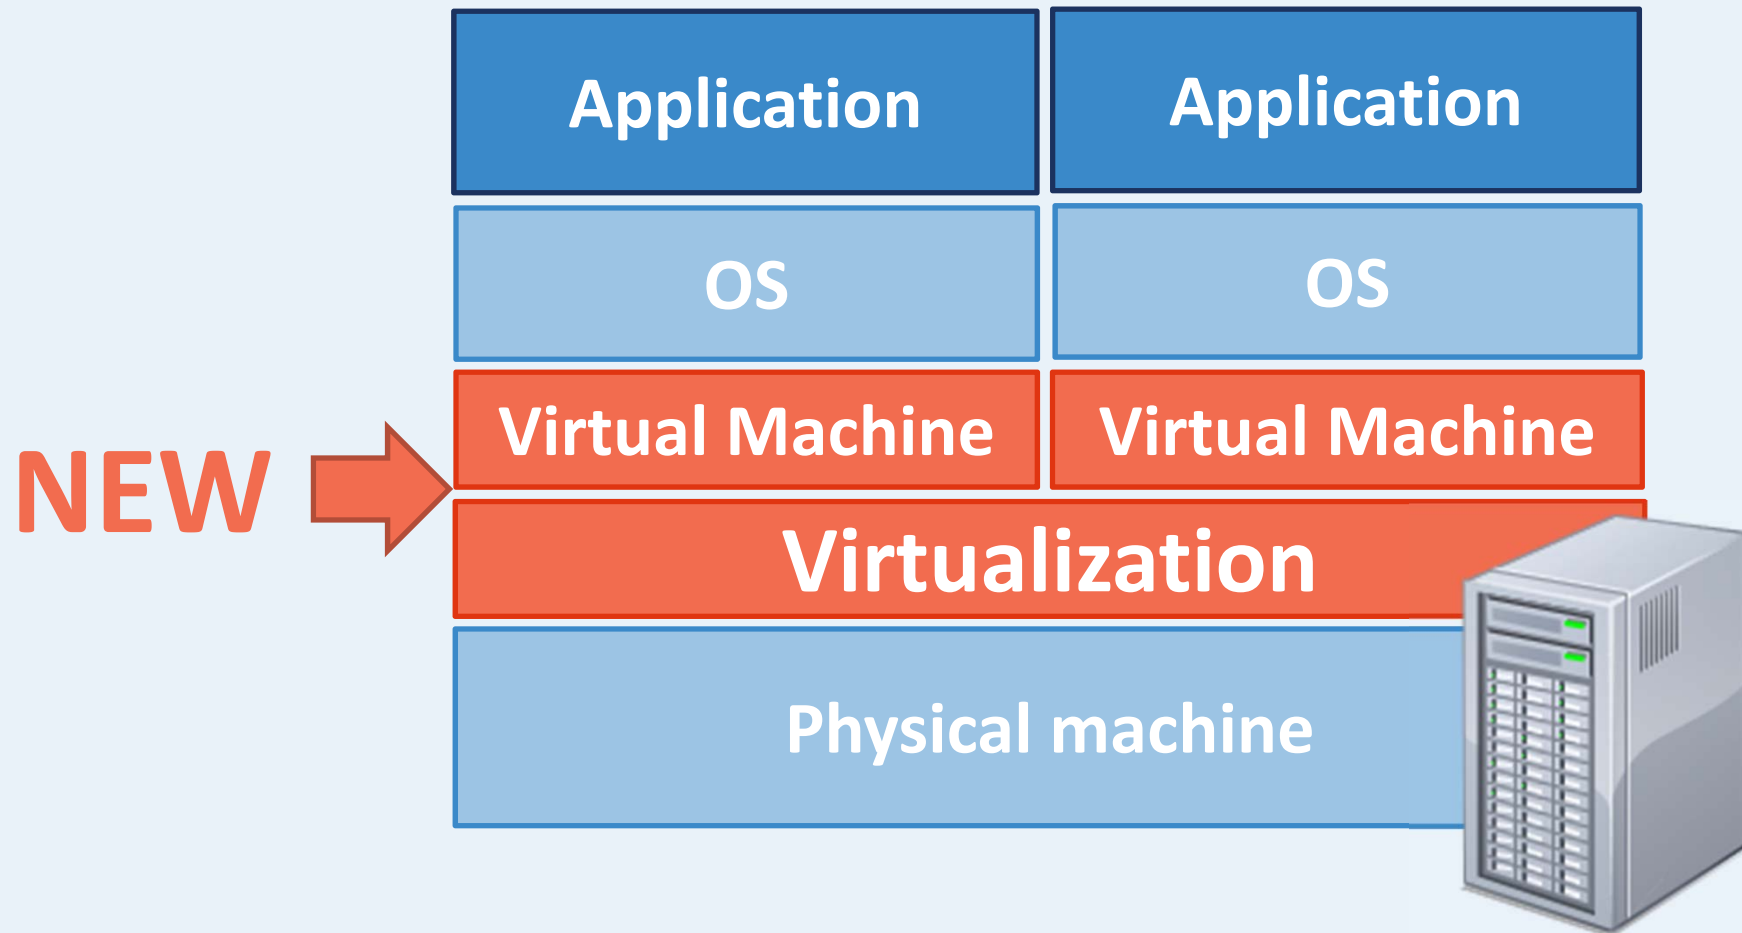 Application
Application
OS
OS
Virtual Machine
Virtual Machine
NEW
Virtualization
Physical machine